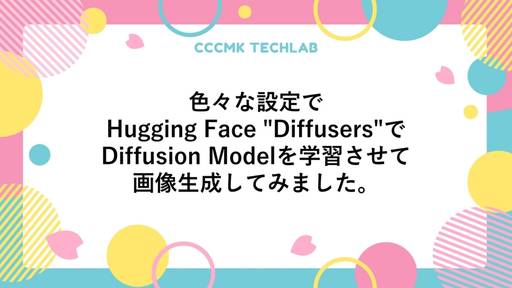 CCCMK TECHLAB
色々な設定で
Hugging Face "Diffusers"で
Diffusion Modelを学習させて
画像生成してみました。